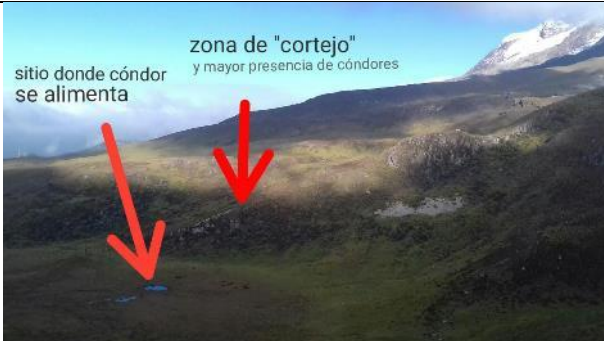 zona de "cortejo"
y mayor presencia de cóndores
sitio donde cóndor
se alimenta